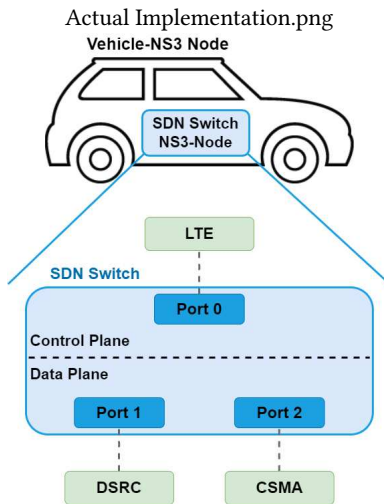 Actual Implementation.png
Vehicle-NS3 Node
SDN Switch
NS3-Node
LTE
SDN Switch
Port 0
Control Plane
Data Plane
Port 1
Port 2
DSRC
CSMA